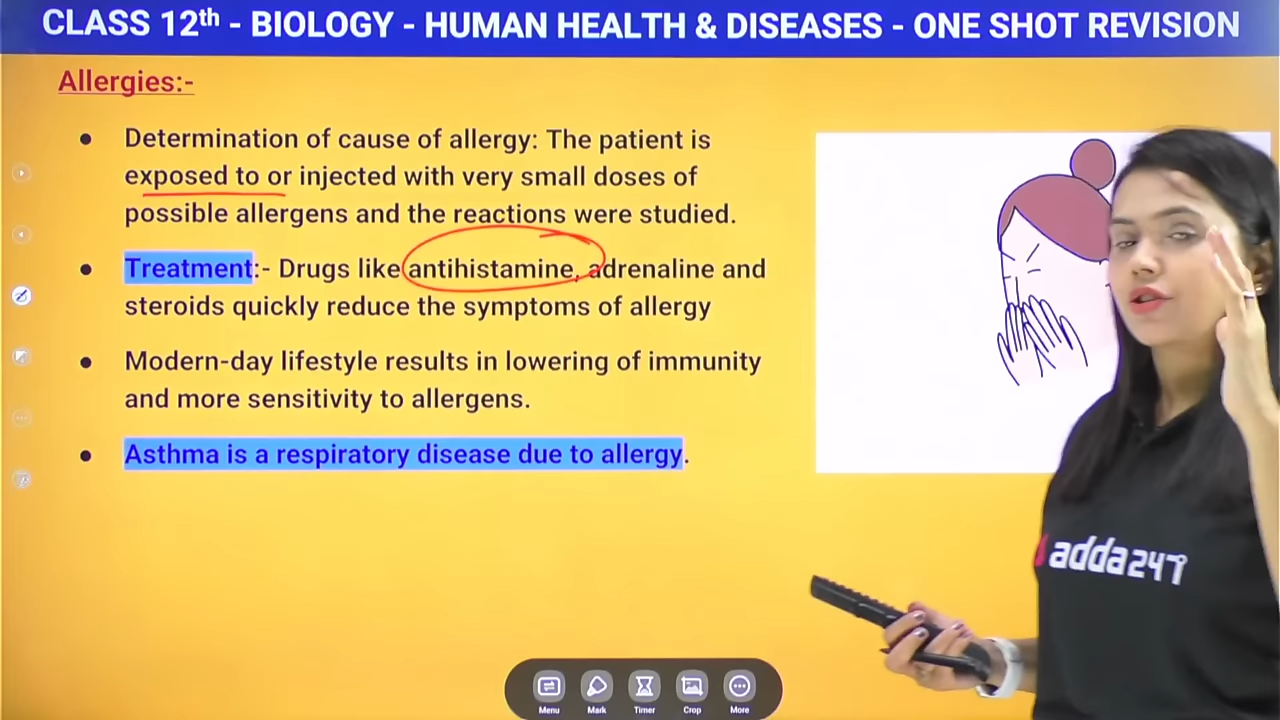 CLASS 12th - BIOLOGY - HUMAN HEALTH & DISEASES - ONE SHOT REVISION
Allergies:-
● Determination of cause of allergy: The patient is
exposed to or injected with very small doses of
possible allergens and the reactions were studied.
● Treatment:- Drugs like antihistamine, adrenaline and
steroids quickly reduce the symptoms of allergy
● Modern-day lifestyle results in lowering of immunity
and more sensitivity to allergens.
● Asthma is a respiratory disease due to allergy.
adda247
Menu Mark Timer Crop More